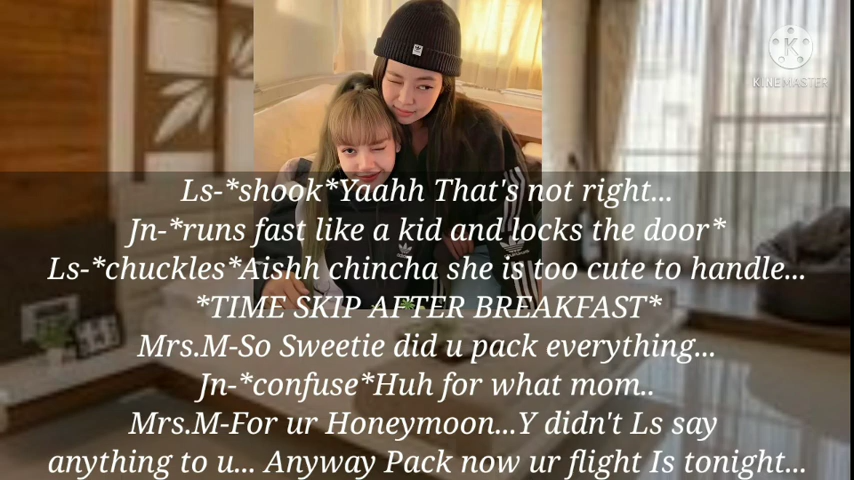 KINEMASTER
Ls-*shook*Yaahh That's not right...
Jn-*runs fast like a kid and locks the door*
Ls-*chuckles*Aishh chincha she is too cute to handle...
*TIME SKIP AFTER BREAKFAST*
Mrs.M-So Sweetie did u pack everything...
Jn-*confuse*Huh for what mom..
Mrs.M-For ur Honeymoon...Y didn't Ls say
anything to u... Anyway Pack now ur flight Is tonight...